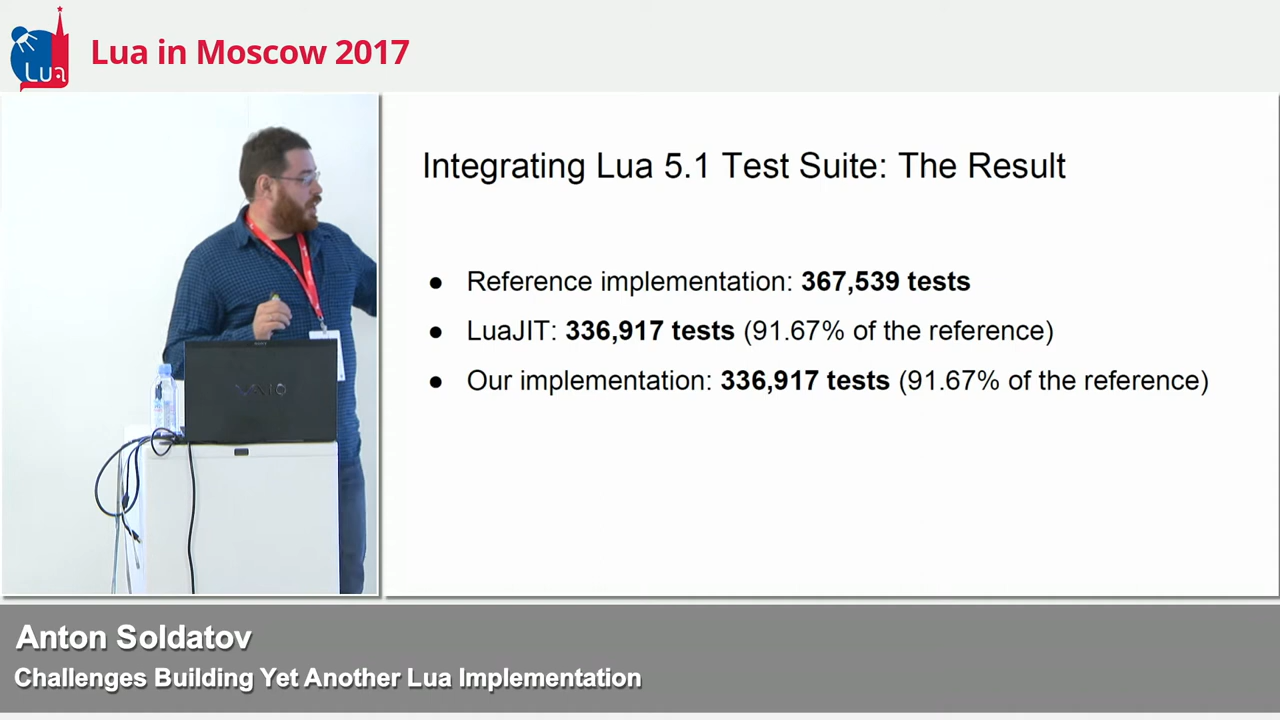 Lua
Lua in Moscow 2017
Integrating Lua 5.1 Test Suite: The Result
● Reference implementation: 367,539 tests
● LuaJIT: 336,917 tests (91.67% of the reference)
● Our implementation: 336,917 tests (91.67% of the reference)
VAIO
Anton Soldatov
Challenges Building Yet Another Lua Implementation